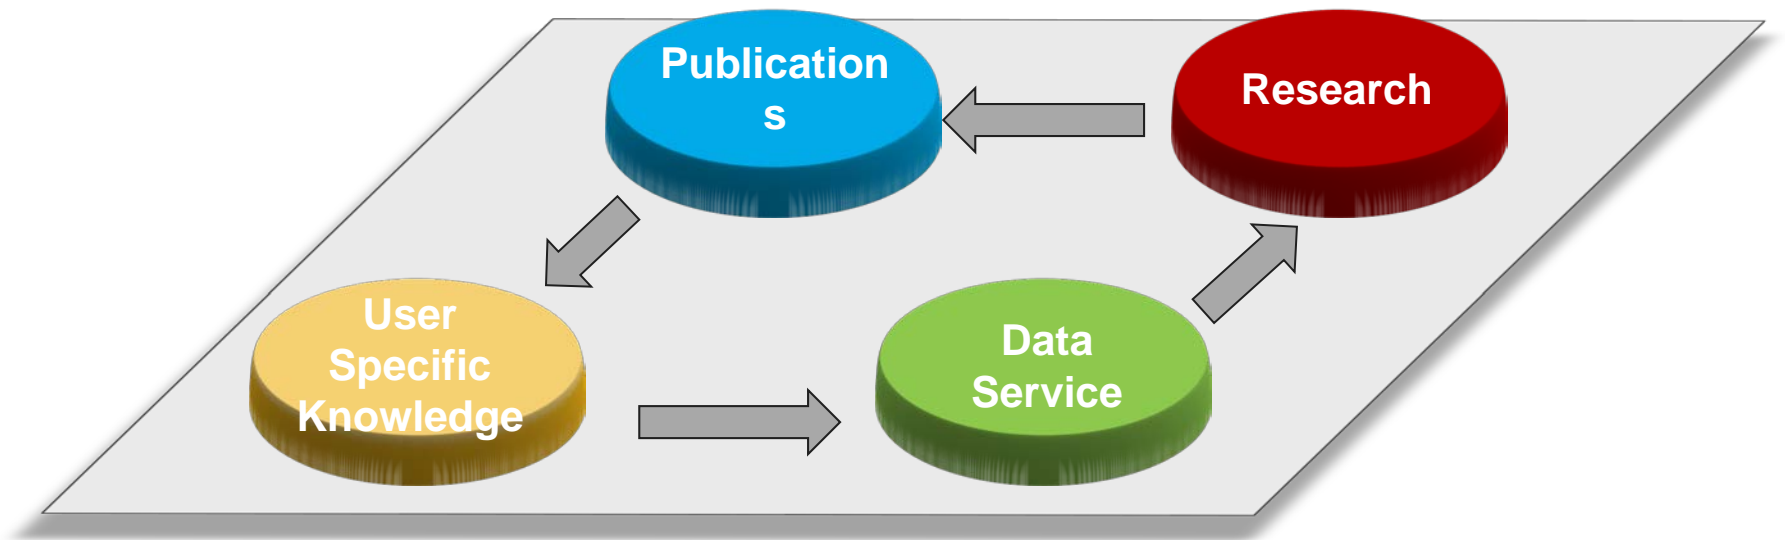 Publication
s
Research
User
Specific
Knowledge
Data
Service